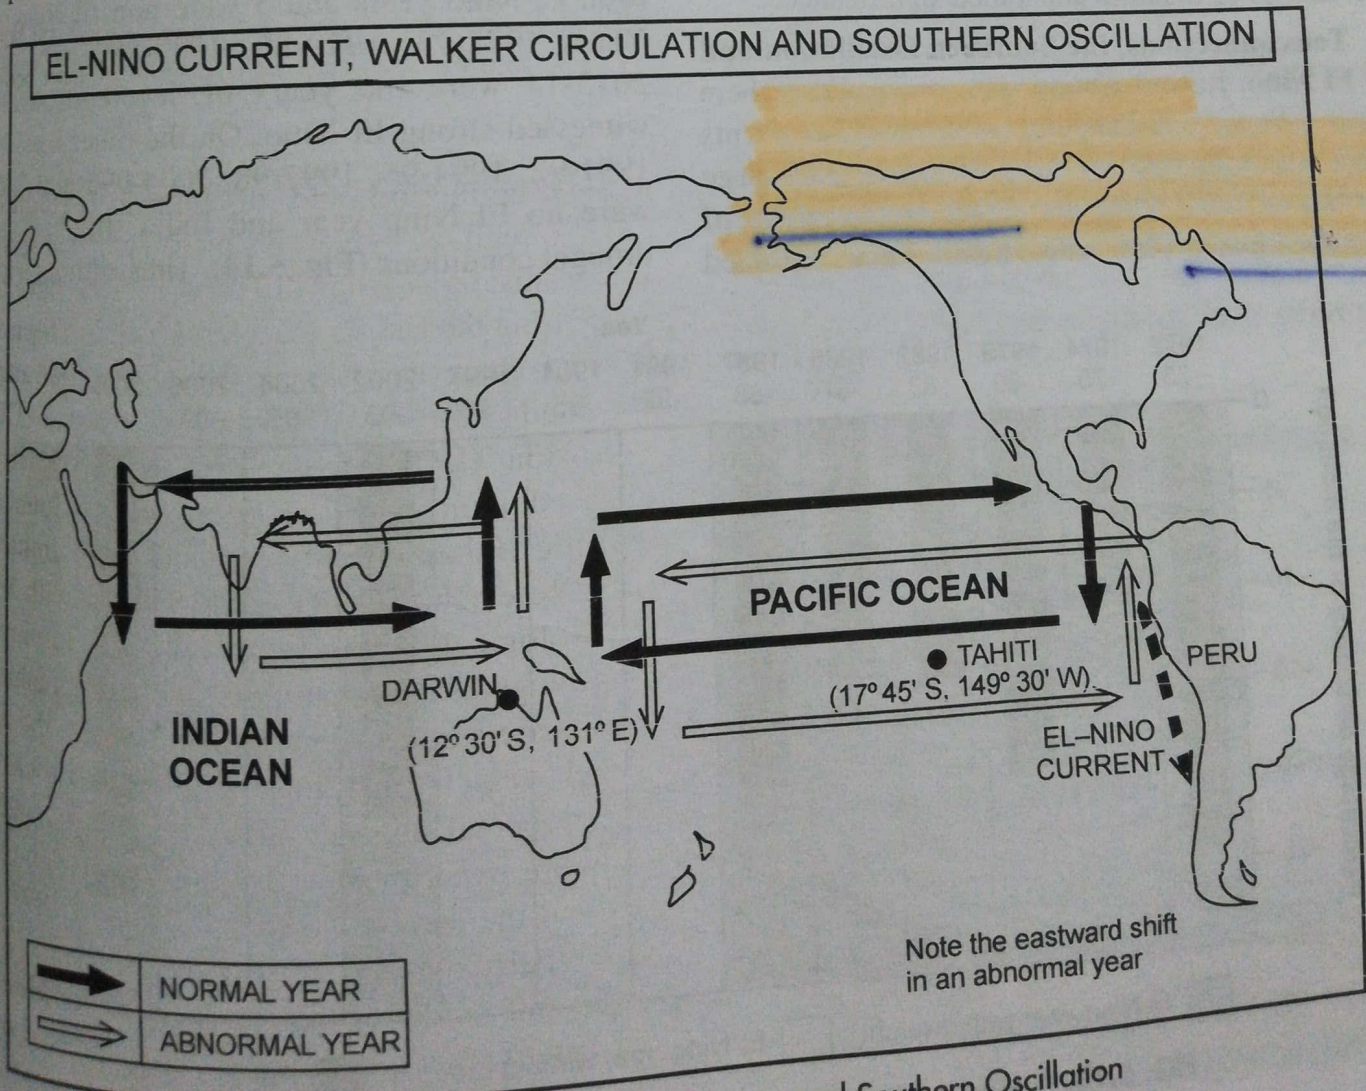 EL-NINO CURRENT, WALKER CIRCULATION AND SOUTHERN OSCILLATION
PACIFIC OCEAN
TAHITI
(17° 45' S, 149° 30' W)
PERU
DARWIN
(12° 30' S, 131° E)
INDIAN
OCEAN
EL–NINO
CURRENT
Note the eastward shift
in an abnormal year
NORMAL YEAR
ABNORMAL YEAR
Southern Oscillation